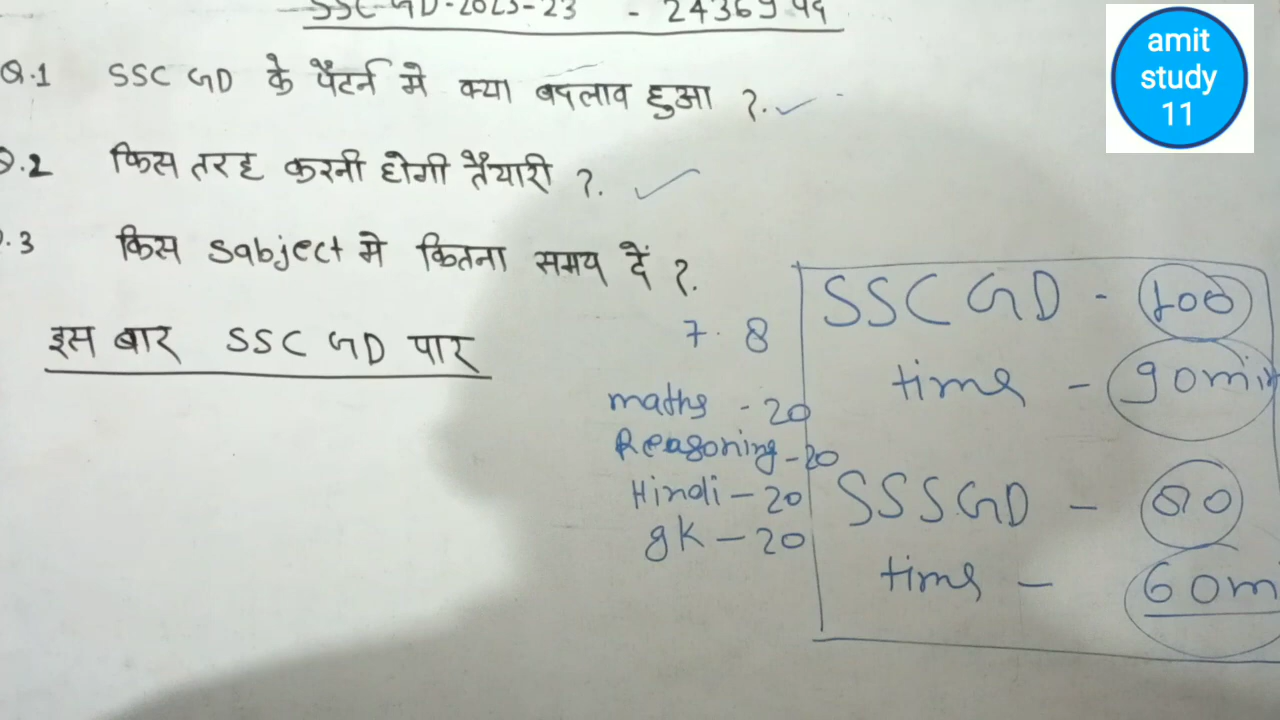 SSC-GD-2023-23 - 24369 पद
Q.1 SSC GD के पैटर्न मे क्या बदलाव हुआ ?.
Q.2 किस तरह करनी होगी तैयारी ?.
.3 किस Sabject मे कितना समय दें ?.
इस बार SSC GD पार
7. 8
maths - 20
Reasoning - 20
Hindi - 20
gk - 20
SSC GD - 100
time - 90min
SSSGD - 80
time - 60m
amit
study
11